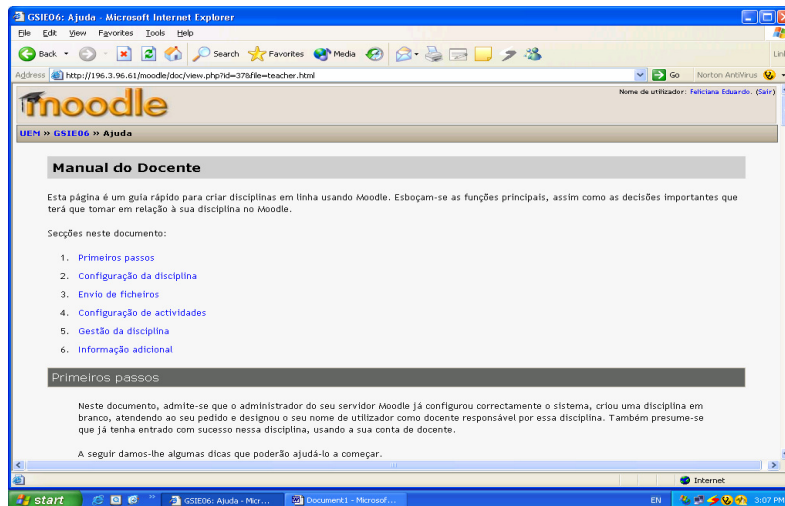 GSIE06: Ajuda - Microsoft Internet Explorer
File Edit View Favorites Tools Help
Back Search Favorites Media
Address http://196.3.96.61/moodle/doc/view.php?id=37&file=teacher.html Go Norton AntiVirus
moodle
Nome de utilizador: Feliciana Eduardo. (Sair)
UEM » GSIE06 » Ajuda
Manual do Docente
Esta página é um guia rápido para criar disciplinas em linha usando Moodle. Esboçam-se as funções principais, assim como as decisões importantes que
terá que tomar em relação à sua disciplina no Moodle.
Secções neste documento:
1. Primeiros passos
2. Configuração da disciplina
3. Envio de ficheiros
4. Configuração de actividades
5. Gestão da disciplina
6. Informação adicional
Primeiros passos
Neste documento, admite-se que o administrador do seu servidor Moodle já configurou correctamente o sistema, criou uma disciplina em
branco, atendendo ao seu pedido e designou o seu nome de utilizador como docente responsável por essa disciplina. Também presume-se
que já tenha entrado com sucesso nessa disciplina, usando a sua conta de docente.
A seguir damos-lhe algumas dicas que poderão ajudá-lo a começar.
Internet
start GSIE06: Ajuda - Micr... Document1 - Microsof... EN 3:07 PM